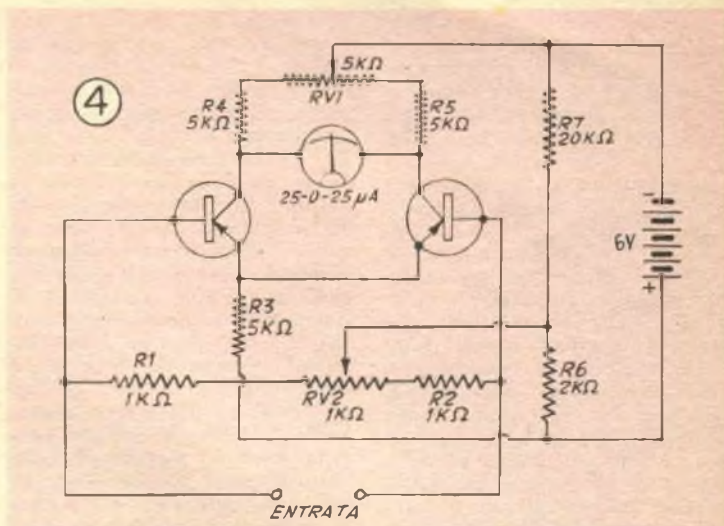 4
5KΩ
RV1
R4
5KΩ
R5
5KΩ
R7
20KΩ
25-0-25µA
-
6V
+
R3
5KΩ
R1
1KΩ
RV2
1KΩ
R2
1KΩ
R6
2KΩ
ENTRATA